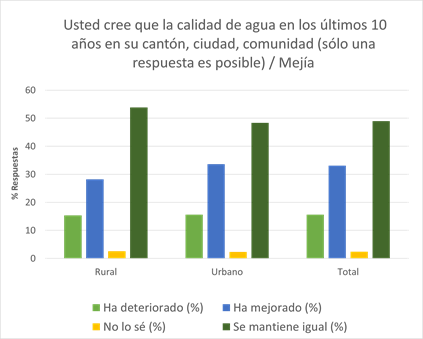 Usted cree que la calidad de agua en los últimos 10
años en su cantón, ciudad, comunidad (sólo una
respuesta es posible) / Mejía
60
50
40
30
20
10
0
% Respuestas
Rural
Urbano
Total
Ha deteriorado (%)
Ha mejorado (%)
No lo sé (%)
Se mantiene igual (%)